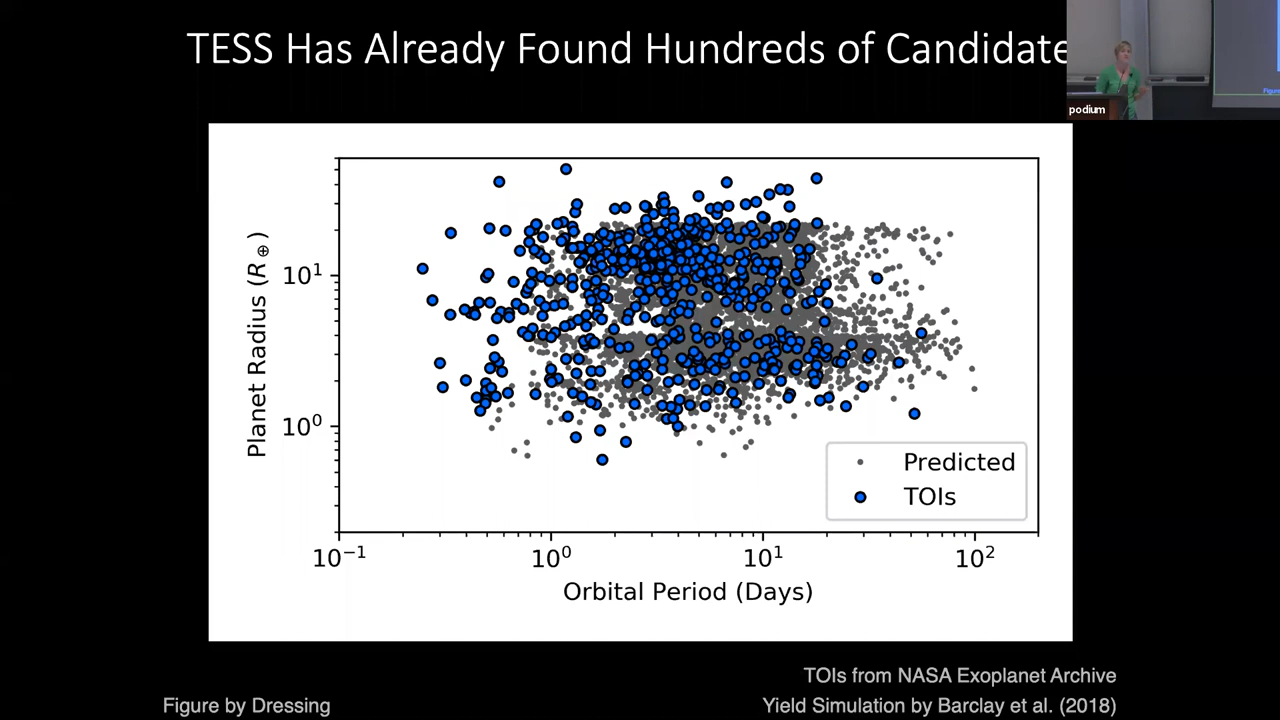 TESS Has Already Found Hundreds of Candidate
podium
Planet Radius (R⊕)
10¹
10⁰
Predicted
TOIs
10⁻¹ 10⁰ 10¹ 10²
Orbital Period (Days)
TOIs from NASA Exoplanet Archive
Figure by Dressing
Yield Simulation by Barclay et al. (2018)